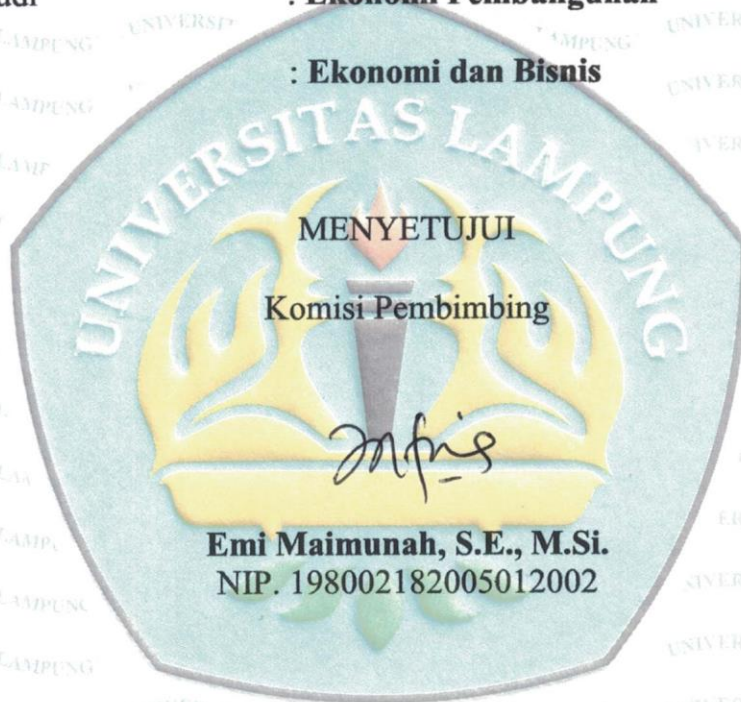 : Ekonomi Pembangunan
: Ekonomi dan Bisnis
UNIVERSITAS LAMPUNG
MENYETUJUI
Komisi Pembimbing
Emi Maimunah, S.E., M.Si.
NIP. 198002182005012002